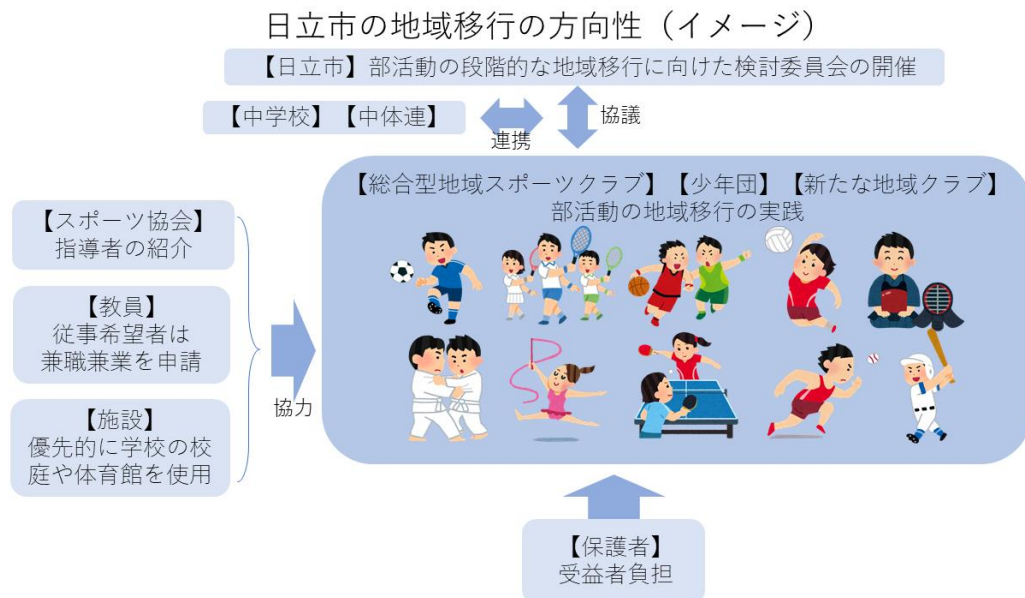 日立市の地域移行の方向性（イメージ）
【日立市】部活動の段階的な地域移行に向けた検討委員会の開催
【中学校】【中体連】
連携
協議
【総合型地域スポーツクラブ】【少年団】【新たな地域クラブ】
部活動の地域移行の実践
【スポーツ協会】
指導者の紹介
【教員】
従事希望者は
兼職兼業を申請
【施設】
優先的に学校の校
庭や体育館を使用
協力
【保護者】
受益者負担